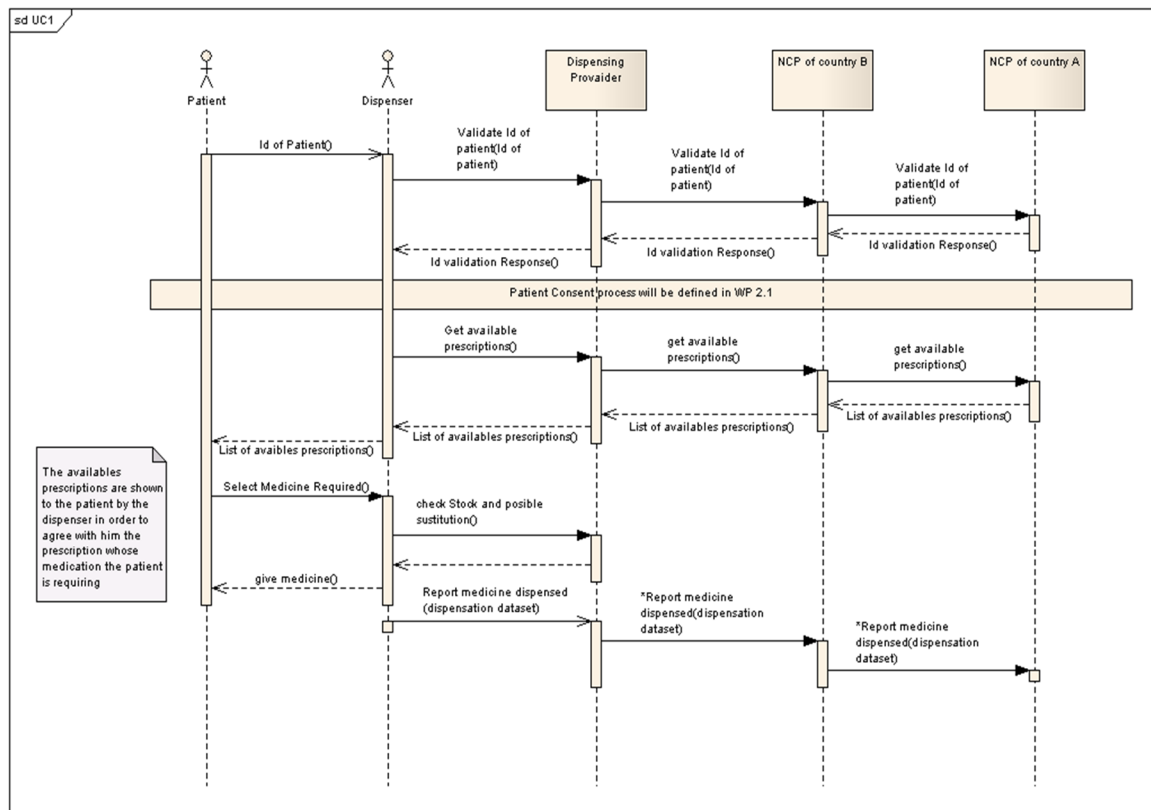 sd UC1
Patient
Dispenser
Dispensing
Provaider
NCP of country B
NCP of country A
Id of Patient()
Validate Id of
patient(Id of
patient)
Validate Id of
patient(Id of
patient)
Validate Id of
patient(Id of
patient)
Id validation Response()
Id validation Response()
Id validation Response()
Patient Consent process will be defined in WP 2.1
Get available
prescriptions()
get available
prescriptions()
get available
prescriptions()
List of availables prescriptions()
List of availables prescriptions()
List of availables prescriptions()
List of avaibles prescriptions()
The availables
prescriptions are shown
to the patient by the
dispenser in order to
agree with him the
prescription whose
medication the patient
is requiring
Select Medicine Required()
check Stock and posible
sustitution()
give medicine()
Report medicine dispensed
(dispensation dataset)
*Report medicine
dispensed(dispensation
dataset)
*Report medicine
dispensed(dispensation
dataset)